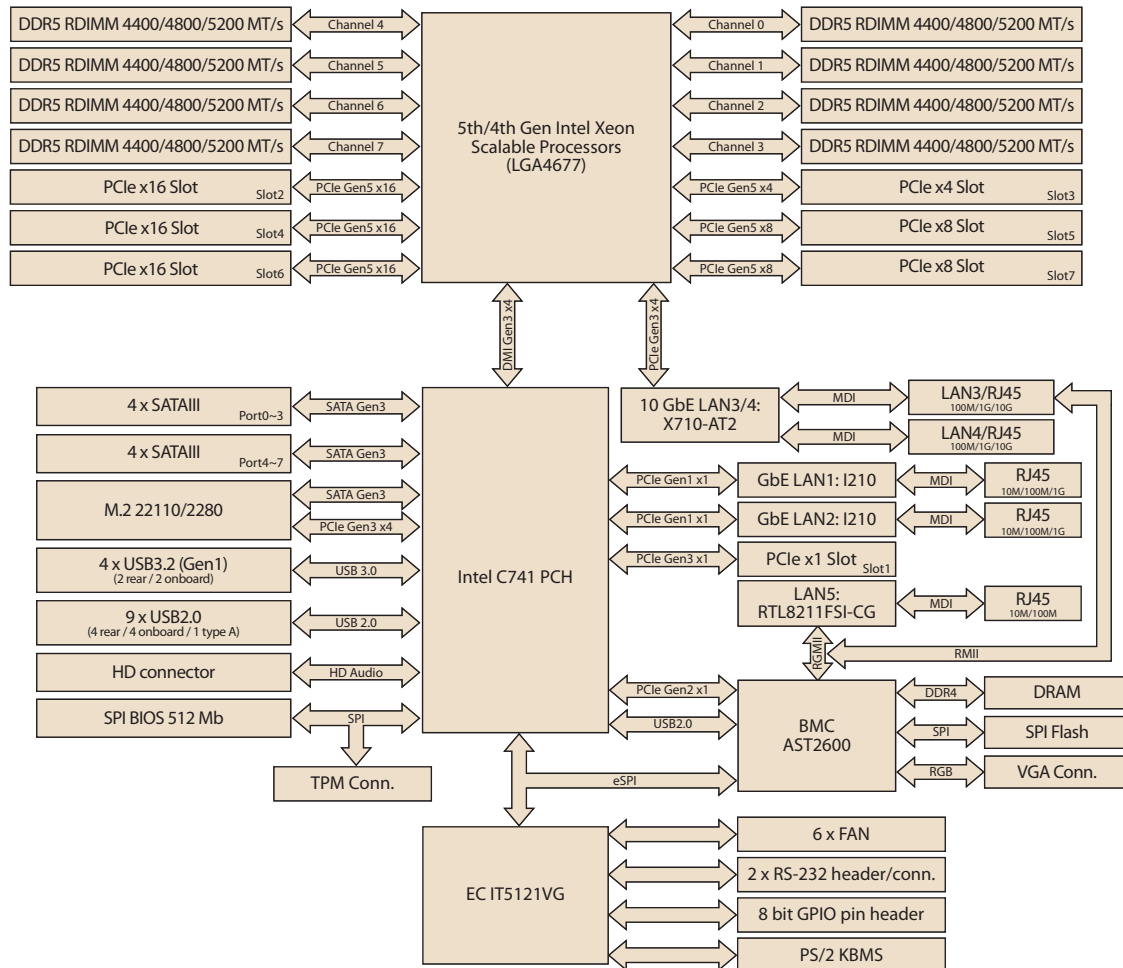 DDR5 RDIMM 4400/4800/5200 MT/s
Channel 4
DDR5 RDIMM 4400/4800/5200 MT/s
Channel 5
DDR5 RDIMM 4400/4800/5200 MT/s
Channel 6
DDR5 RDIMM 4400/4800/5200 MT/s
Channel 7
PCIe x16 Slot
Slot2
PCIe Gen5 x16
PCIe x16 Slot
Slot4
PCIe Gen5 x16
PCIe x16 Slot
Slot6
PCIe Gen5 x16
5th/4th Gen Intel Xeon
Scalable Processors
(LGA4677)
Channel 0
DDR5 RDIMM 4400/4800/5200 MT/s
Channel 1
DDR5 RDIMM 4400/4800/5200 MT/s
Channel 2
DDR5 RDIMM 4400/4800/5200 MT/s
Channel 3
DDR5 RDIMM 4400/4800/5200 MT/s
PCIe Gen5 x4
PCIe x4 Slot
Slot3
PCIe Gen5 x8
PCIe x8 Slot
Slot5
PCIe Gen5 x8
PCIe x8 Slot
Slot7
DMI Gen3 x4
PCIe Gen3 x4
4 x SATAIII
Port0~3
SATA Gen3
4 x SATAIII
Port4~7
SATA Gen3
M.2 22110/2280
SATA Gen3
PCIe Gen3 x4
4 x USB3.2 (Gen1)
(2 rear / 2 onboard)
USB 3.0
9 x USB2.0
(4 rear / 4 onboard / 1 type A)
USB 2.0
HD connector
HD Audio
SPI BIOS 512 Mb
SPI
TPM Conn.
Intel C741 PCH
10 GbE LAN3/4:
X710-AT2
MDI
LAN3/RJ45
100M/1G/10G
MDI
LAN4/RJ45
100M/1G/10G
PCIe Gen1 x1
GbE LAN1: I210
MDI
RJ45
10M/100M/1G
PCIe Gen1 x1
GbE LAN2: I210
MDI
RJ45
10M/100M/1G
PCIe Gen3 x1
PCIe x1 Slot
Slot1
LAN5:
RTL8211FSI-CG
MDI
RJ45
10M/100M
RGMII
RMII
PCIe Gen2 x1
USB2.0
BMC
AST2600
DDR4
DRAM
SPI
SPI Flash
RGB
VGA Conn.
eSPI
EC IT5121VG
6 x FAN
2 x RS-232 header/conn.
8 bit GPIO pin header
PS/2 KBMS